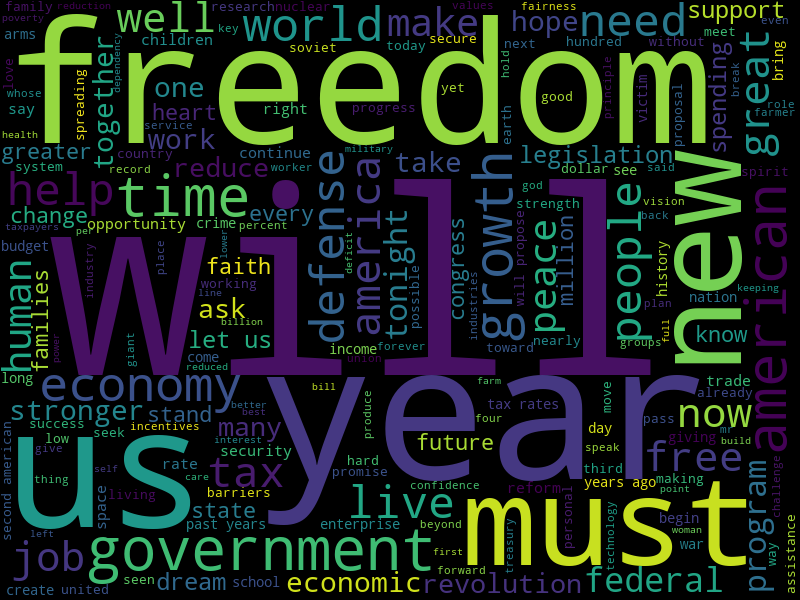 family reduction research nuclear values fairness
poverty
key
well world make hope need support
arms children soviet today secure next hundred without meet even
freedom
love
dependency
hold
break
bring
whose
say
spreading
together
one
heart
right
yet
good
progress
principle
victim
proposal
spending
great
role
farmer
health
service
work
earth
greater
country
continue
military
take
legislation
said
system
record
reduce
worker
god
dollar
see
spirit
help
time
defense
america
strength
people
new
vision
back
american
change
opportunity
crime
every
tonight
congress
growth
peace
million
history
taxpayers
per
percent
lower
deficit
possible
will propose
budget
industry
place
faith
nation
plan
keeping
human
families
working
line
ask
industries
will
know
billion
let us
forever
nearly
groups
full
power
giant
come
income
union
toward
long
reduced
economy
year
bill
farm
trade
already
stronger
stand
better
best
produce
tax rates
move
now
success
incentives
many
four
pass
mr
low
seek
interest
future
day
giving
build
second american
give
us
rate
security
hard
speak
free
challenge
self
care
promise
confidence
third
making
thing
tax
years ago
point
living
barriers
live
reform
must
program
space
state
personal
begin
way
assistance
left
past years
enterprise
beyond
treasury
technology
woman
war
job
government
first
seen
dream
school
economic
forward
revolution
federal
create united